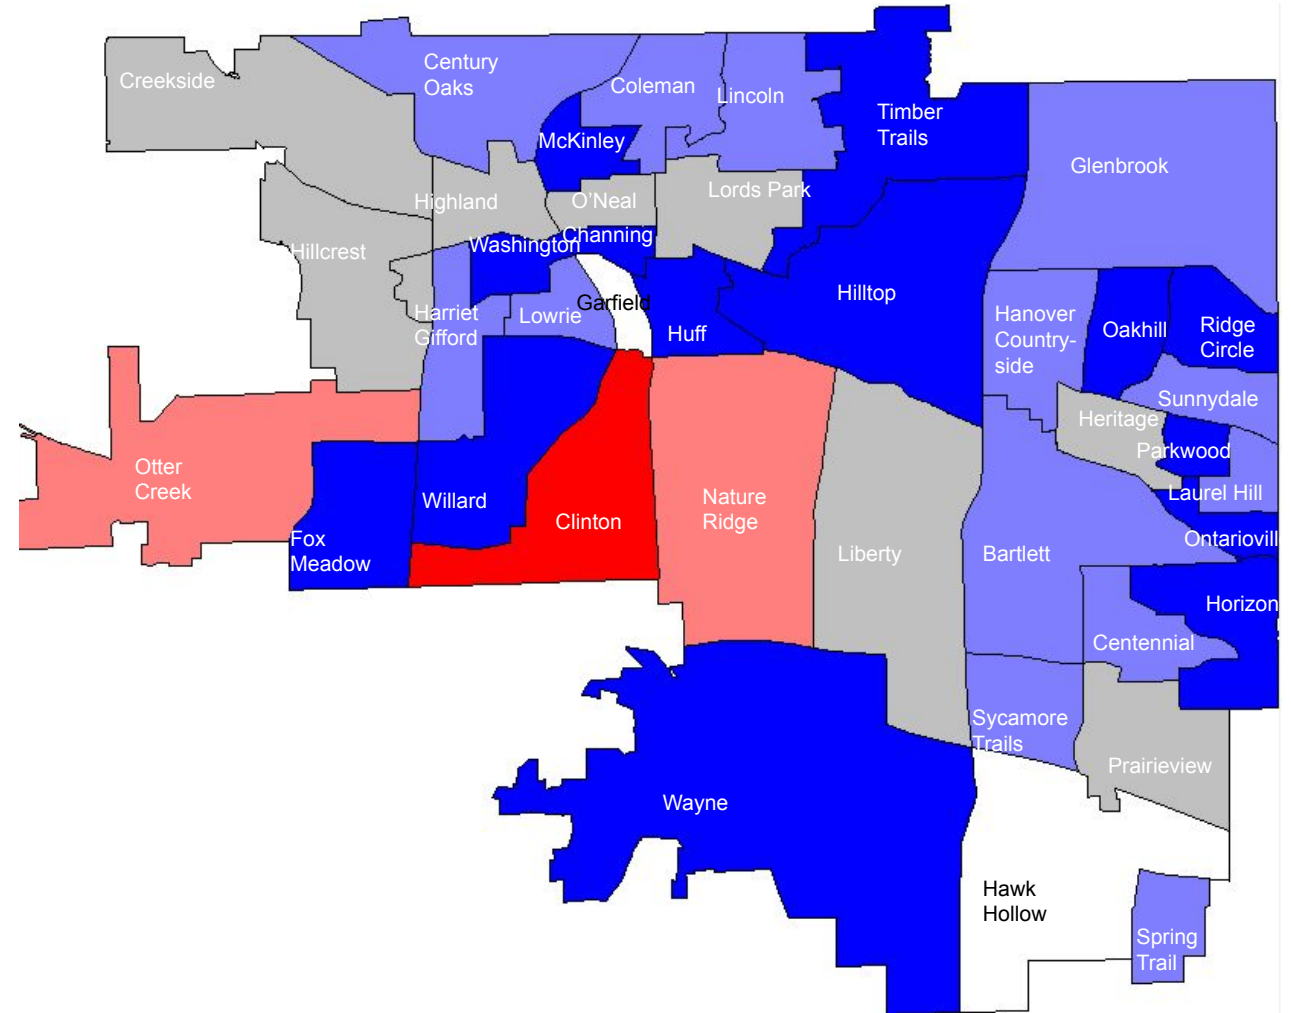 Creekside
Century
Oaks
Coleman
Lincoln
Timber
Trails
McKinley
Glenbrook
Highland
O'Neal
Lords Park
Hillcrest
Washington
Channing
Harriet
Gifford
Lowrie
Garfield
Huff
Hilltop
Hanover
Country-
side
Oakhill
Ridge
Circle
Sunnydale
Heritage
Parkwood
Otter
Creek
Willard
Clinton
Nature
Ridge
Laurel Hill
Fox
Meadow
Liberty
Bartlett
Ontariovill
Horizon
Centennial
Sycamore
Trails
Prairieview
Wayne
Hawk
Hollow
Spring
Trail